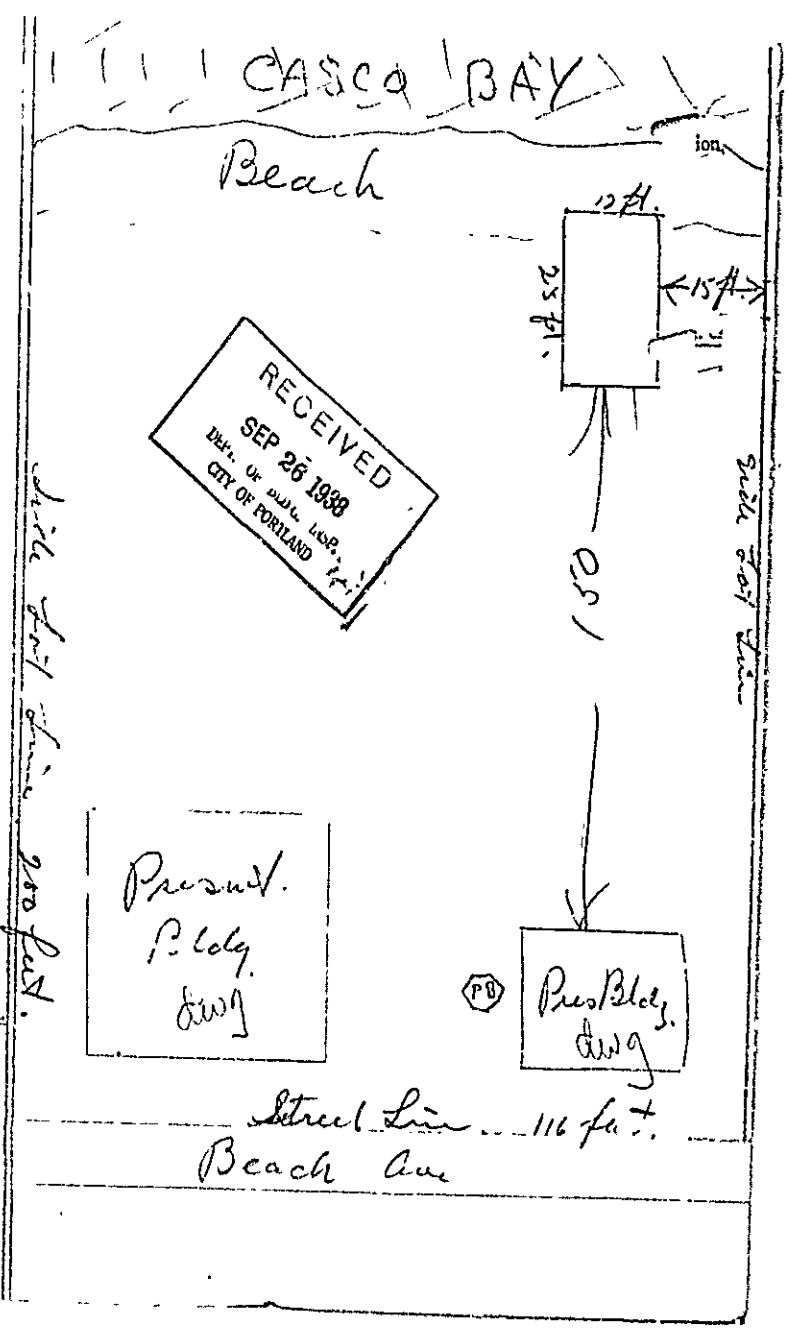 CASCO BAY
ion,
Beach
12 ft.
25 ft.
15 ft.
RECEIVED
SEP 26 1938
DEPT. OF BLDG. INSP.
CITY OF PORTLAND
Side Lot Line
Side Lot Line 200 feet.
Present.
Bldg.
dwg
PB
Pres Bldg.
dwg
Street Line 116 feet.
Beach Ave